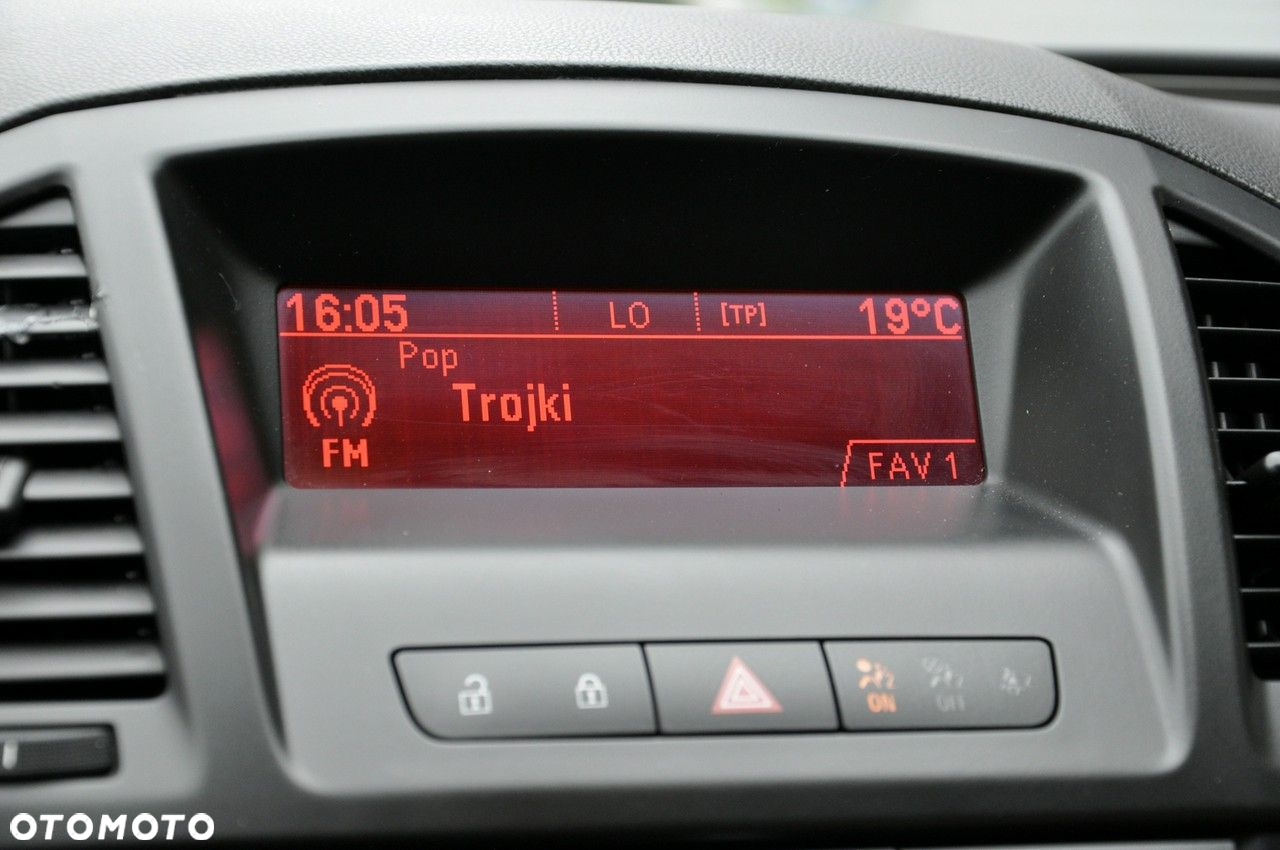 16:05 LO [TP] 19°C
Pop
Trojki
FM
FAV 1
ON OFF
OTOMOTO